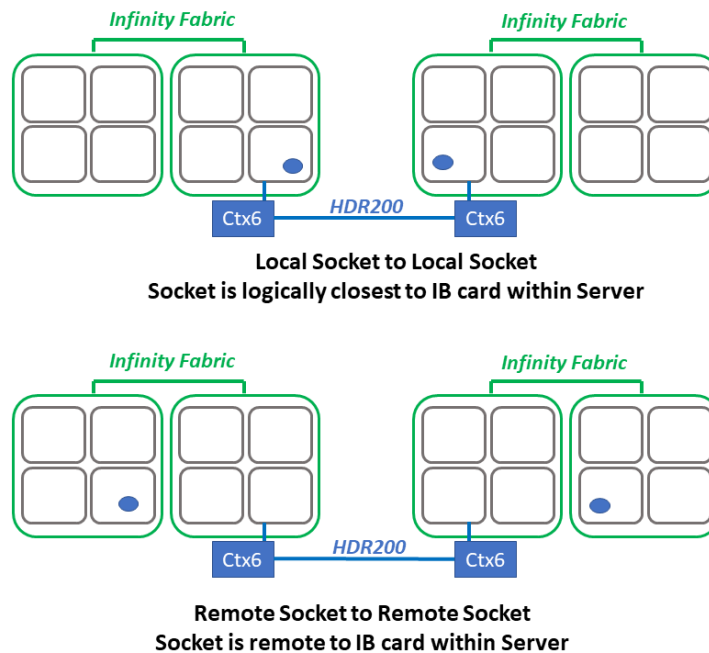 Infinity Fabric
Infinity Fabric
Ctx6
HDR200
Ctx6
Local Socket to Local Socket
Socket is logically closest to IB card within Server
Infinity Fabric
Infinity Fabric
Ctx6
HDR200
Ctx6
Remote Socket to Remote Socket
Socket is remote to IB card within Server